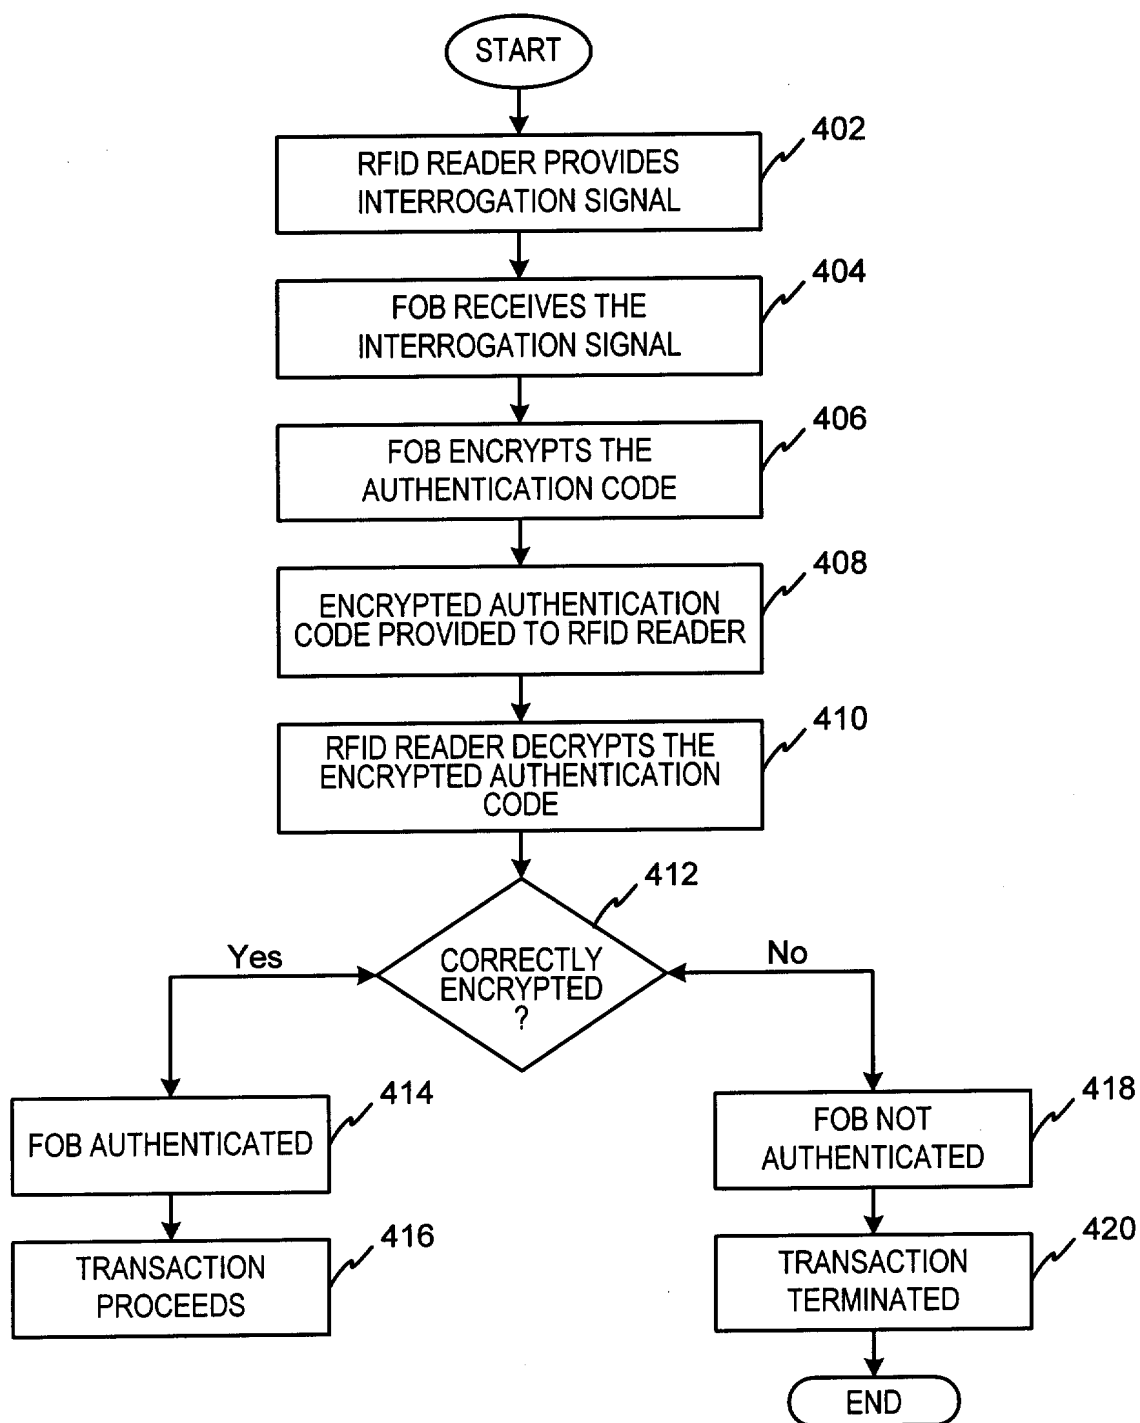 START
402
RFID READER PROVIDES
INTERROGATION SIGNAL
404
FOB RECEIVES THE
INTERROGATION SIGNAL
406
FOB ENCRYPTS THE
AUTHENTICATION CODE
408
ENCRYPTED AUTHENTICATION
CODE PROVIDED TO RFID READER
410
RFID READER DECRYPTS THE
ENCRYPTED AUTHENTICATION
CODE
412
Yes
CORRECTLY
ENCRYPTED
?
No
414
FOB AUTHENTICATED
416
TRANSACTION
PROCEEDS
418
FOB NOT
AUTHENTICATED
420
TRANSACTION
TERMINATED
END